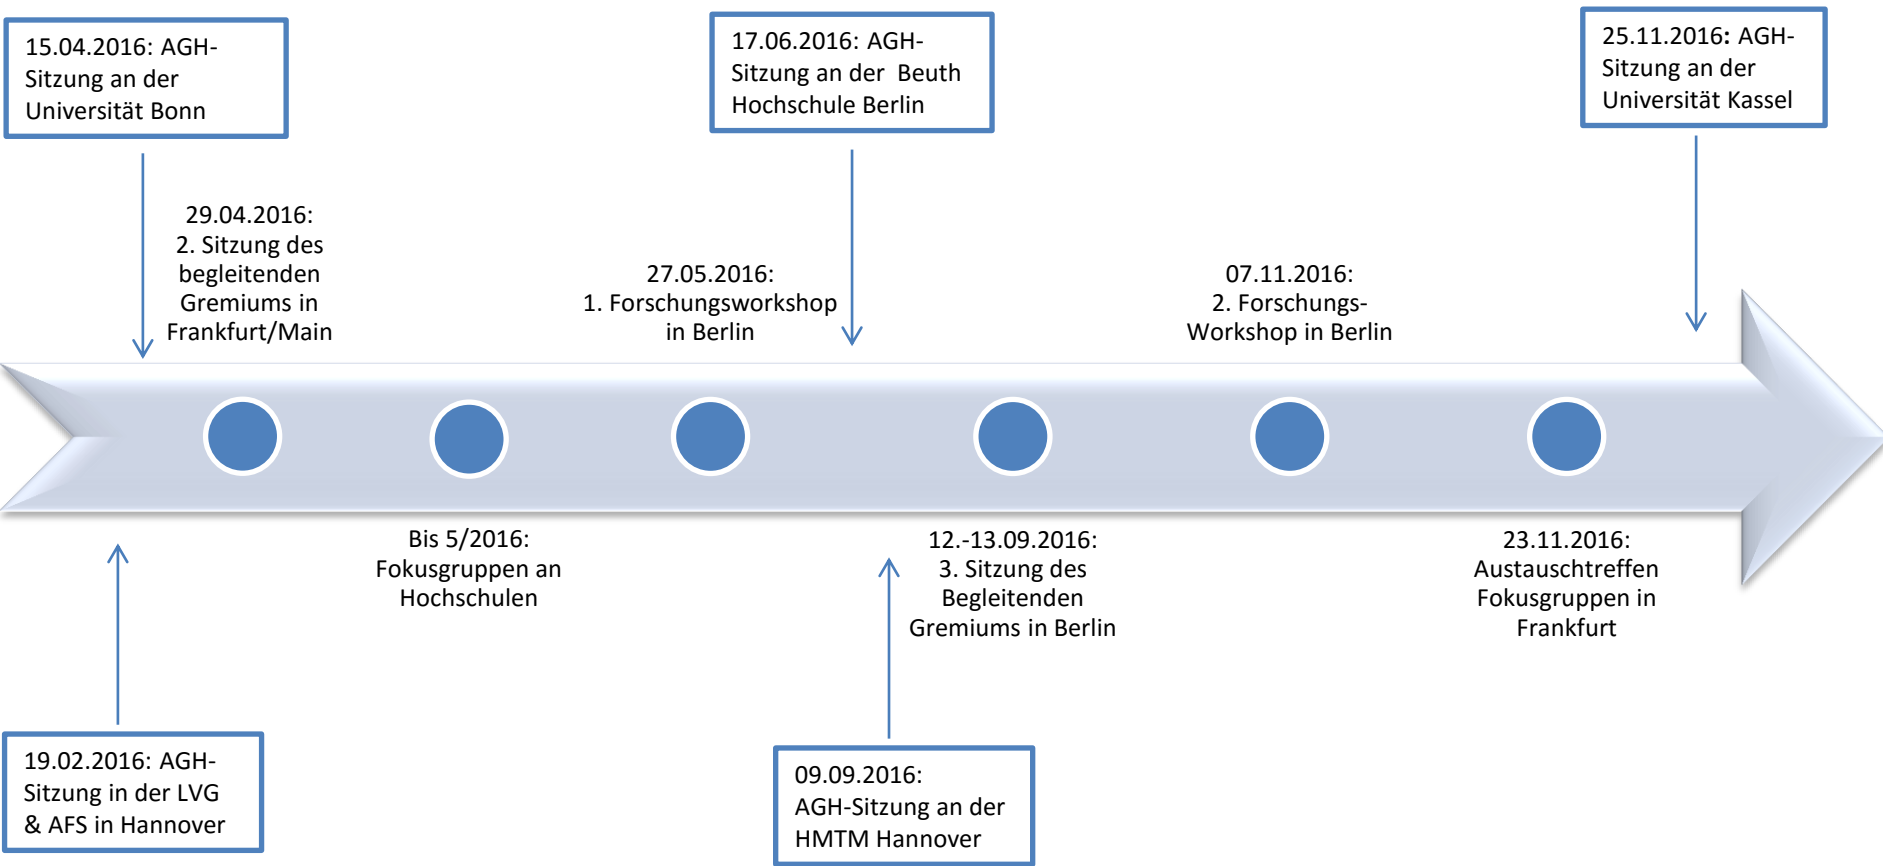 15.04.2016: AGH-
Sitzung an der
Universität Bonn
17.06.2016: AGH-
Sitzung an der Beuth
Hochschule Berlin
25.11.2016: AGH-
Sitzung an der
Universität Kassel
29.04.2016:
2. Sitzung des
begleitenden
Gremiums in
Frankfurt/Main
27.05.2016:
1. Forschungsworkshop
in Berlin
07.11.2016:
2. Forschungs-
Workshop in Berlin
Bis 5/2016:
Fokusgruppen an
Hochschulen
12.-13.09.2016:
3. Sitzung des
Begleitenden
Gremiums in Berlin
23.11.2016:
Austauschtreffen
Fokusgruppen in
Frankfurt
19.02.2016: AGH-
Sitzung in der LVG
& AFS in Hannover
09.09.2016:
AGH-Sitzung an der
HMTM Hannover